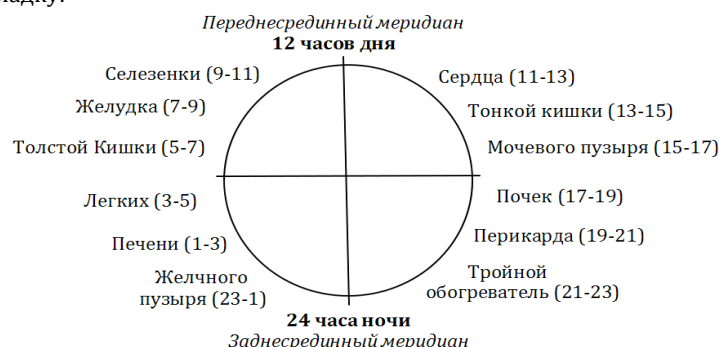 Переднесрединный меридиан
12 часов дня
Селезенки (9-11)
Сердца (11-13)
Желудка (7-9)
Тонкой кишки (13-15)
Толстой Кишки (5-7)
Мочевого пузыря (15-17)
Легких (3-5)
Почек (17-19)
Печени (1-3)
Перикарда (19-21)
Желчного
пузыря (23-1)
Тройной
обогреватель (21-23)
24 часа ночи
Заднесрединный меридиан